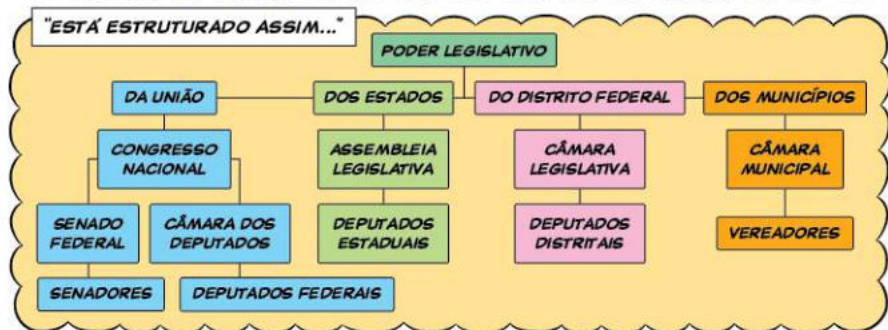 "ESTÁ ESTRUTURADO ASSIM..."
PODER LEGISLATIVO
DA UNIÃO
DOS ESTADOS
DO DISTRITO FEDERAL
DOS MUNICÍPIOS
CONGRESSO
NACIONAL
ASSEMBLEIA
LEGISLATIVA
CÂMARA
LEGISLATIVA
CÂMARA
MUNICIPAL
SENADO
FEDERAL
CÂMARA DOS
DEPUTADOS
DEPUTADOS
ESTADUAIS
DEPUTADOS
DISTRITAIS
VEREADORES
SENADORES
DEPUTADOS FEDERAIS